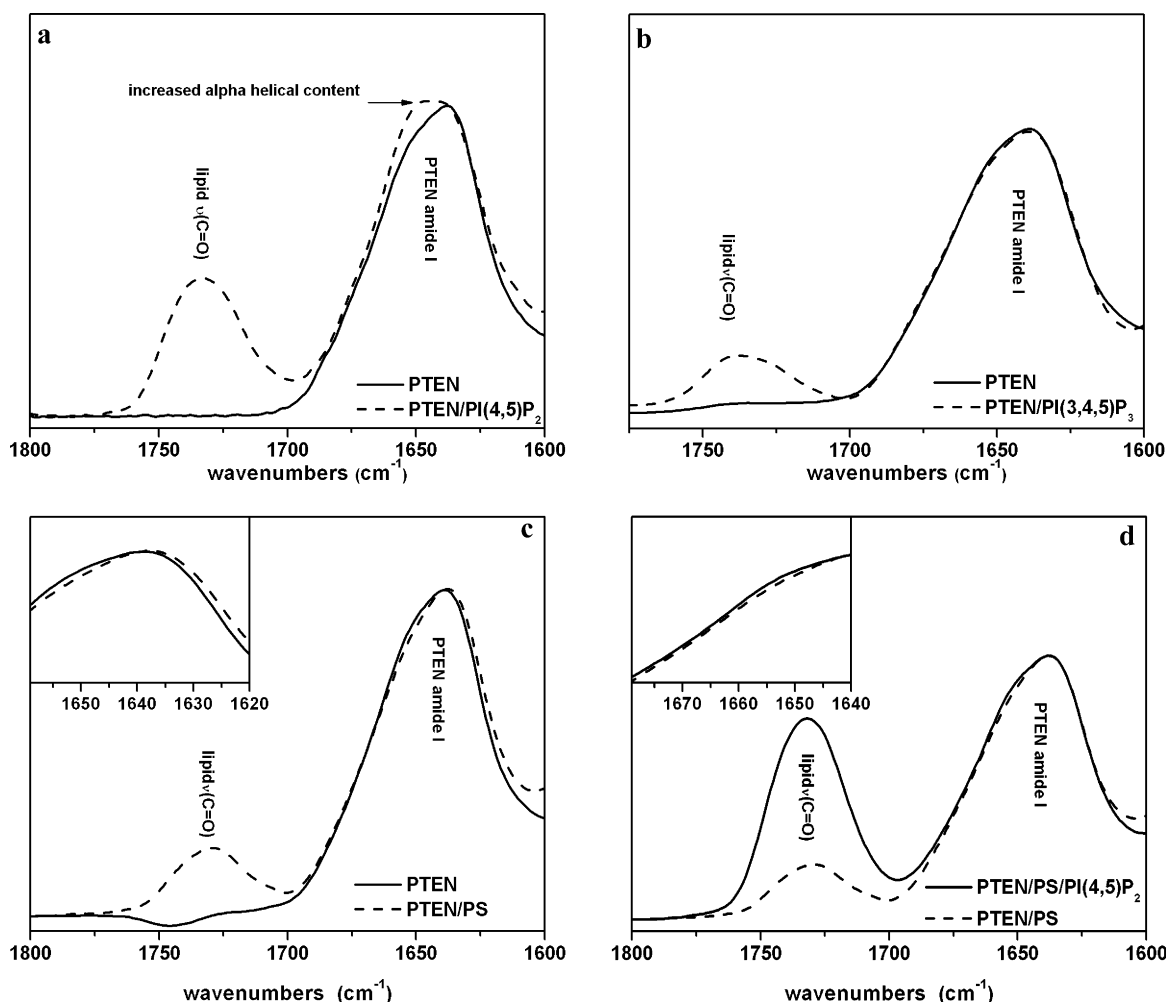 a
increased alpha helical content
lipid υ(C=O)
PTEN amide I
PTEN
PTEN/PI(4,5)P₂
1800 1750 1700 1650 1600
wavenumbers (cm⁻¹)
b
lipidν(C=O)
PTEN amide I
PTEN
PTEN/PI(3,4,5)P₃
1750 1700 1650 1600
wavenumbers (cm⁻¹)
c
1650 1640 1630 1620
lipidν(C=O)
PTEN amide I
PTEN
PTEN/PS
1800 1750 1700 1650 1600
wavenumbers (cm⁻¹)
d
1670 1660 1650 1640
lipidν(C=O)
PTEN amide I
PTEN/PS/PI(4,5)P₂
PTEN/PS
1800 1750 1700 1650 1600
wavenumbers (cm⁻¹)